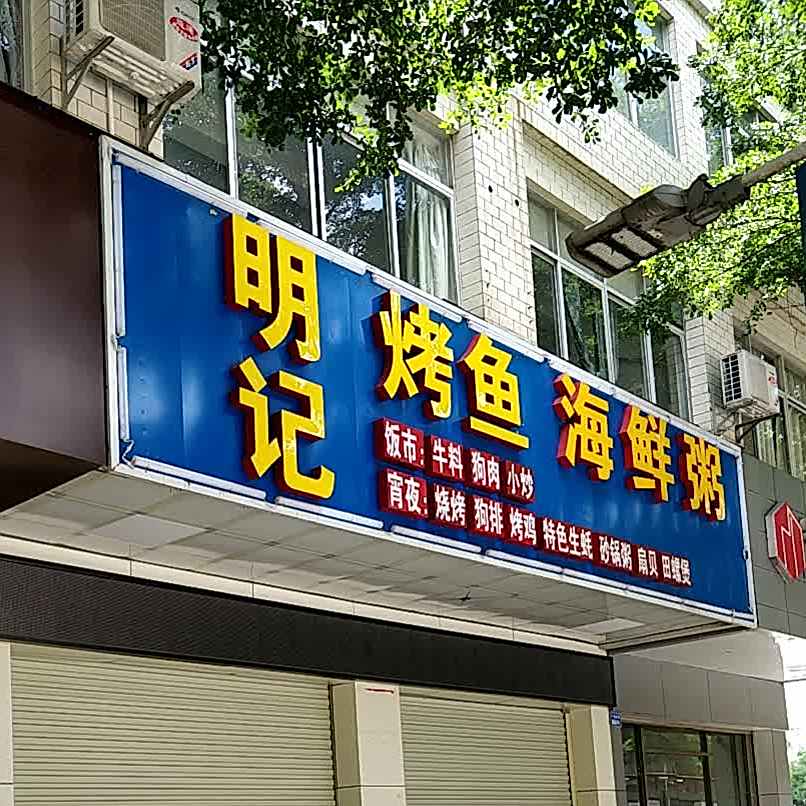 明记
烤鱼 海鲜粥
饭市：牛料 狗肉 小炒
宵夜：烧烤 狗排 烤鸡 特色生蚝 砂锅粥 扇贝 田螺煲